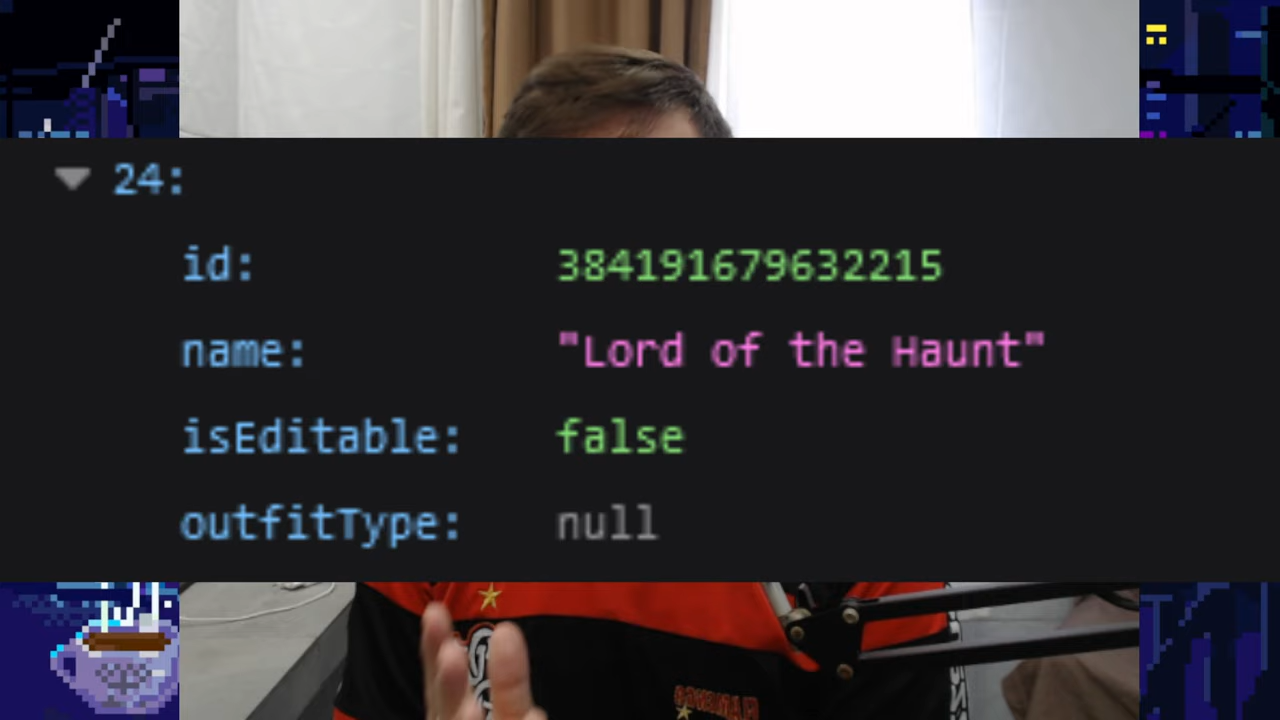 24:
id: 384191679632215
name: "Lord of the Haunt"
isEditable: false
outfitType: null